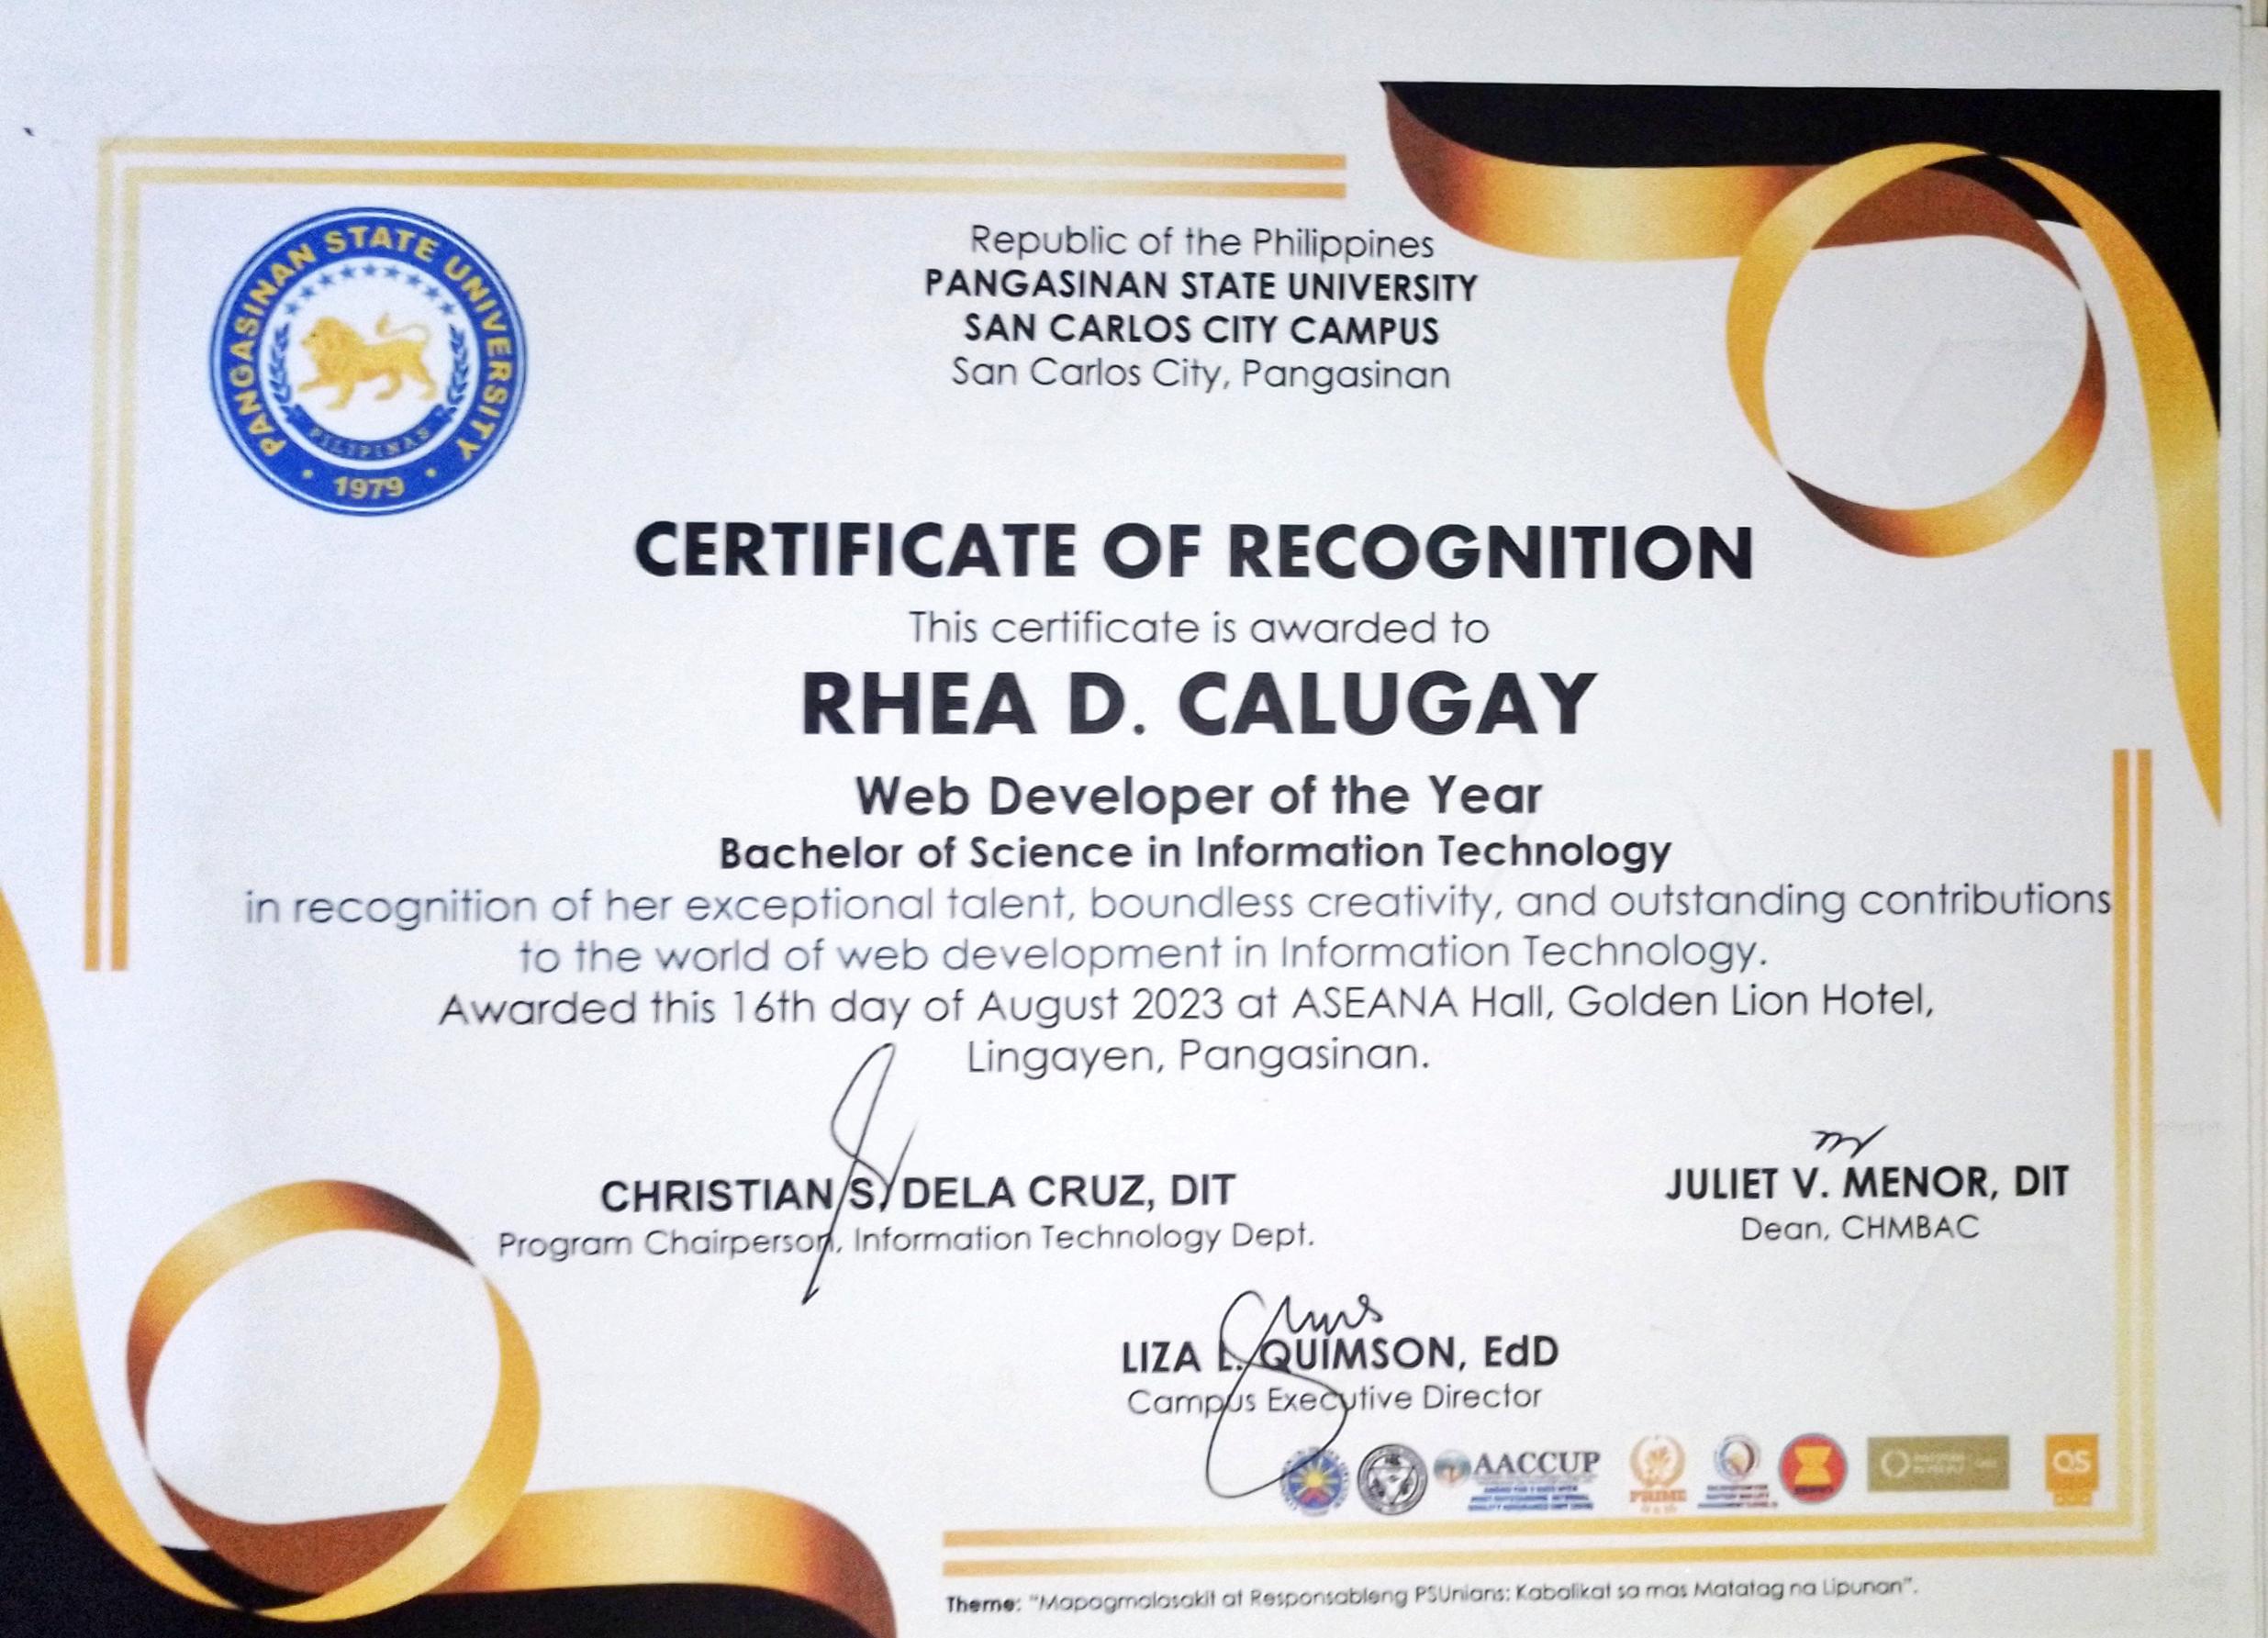 PANGASINAN STATE UNIVERSITY
PILIPINAS
1979
Republic of the Philippines
PANGASINAN STATE UNIVERSITY
SAN CARLOS CITY CAMPUS
San Carlos City, Pangasinan
CERTIFICATE OF RECOGNITION
This certificate is awarded to
RHEA D. CALUGAY
Web Developer of the Year
Bachelor of Science in Information Technology
in recognition of her exceptional talent, boundless creativity, and outstanding contributions
to the world of web development in Information Technology.
Awarded this 16th day of August 2023 at ASEANA Hall, Golden Lion Hotel,
Lingayen, Pangasinan.
CHRISTIAN S. DELA CRUZ, DIT
Program Chairperson, Information Technology Dept.
JULIET V. MENOR, DIT
Dean, CHMBAC
LIZA L. QUIMSON, EdD
Campus Executive Director
AACCUP
PRIME
QS
Theme: "Mapagmalasakit at Responsableng PSUnians: Kabalikat sa mas Matatag na Lipunan".